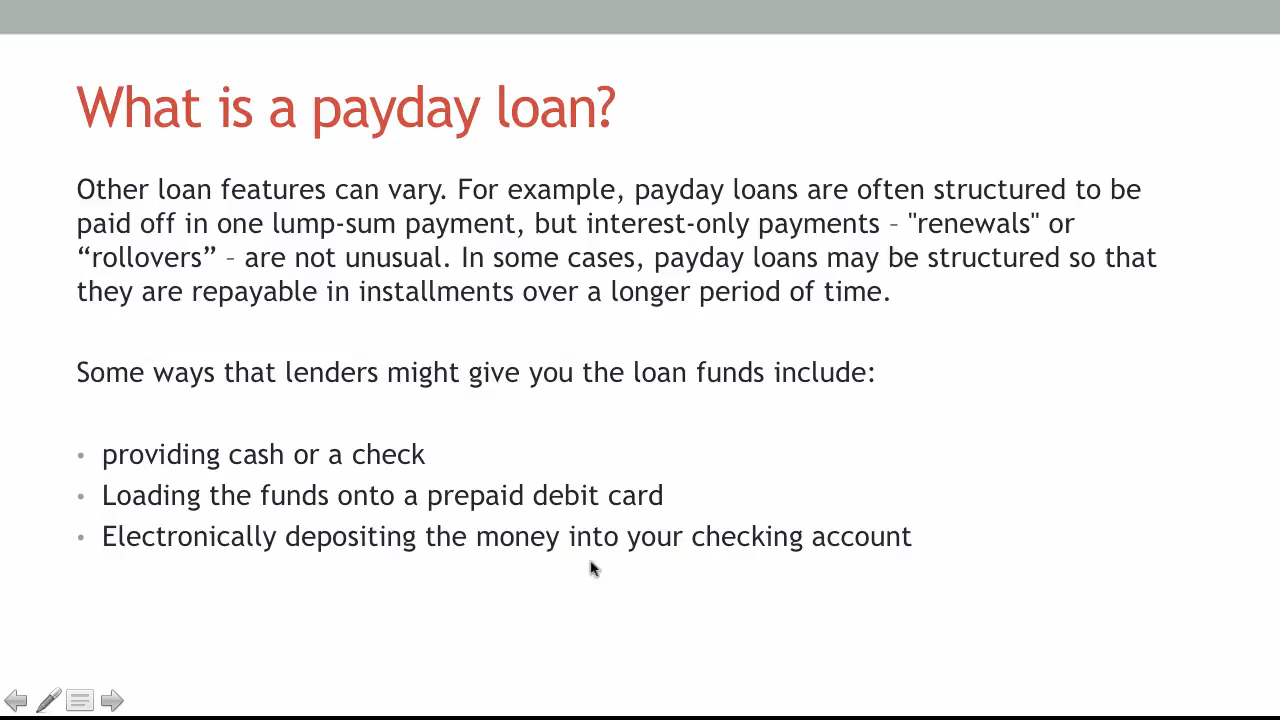 What is a payday loan?
Other loan features can vary. For example, payday loans are often structured to be
paid off in one lump-sum payment, but interest-only payments – "renewals" or
“rollovers” – are not unusual. In some cases, payday loans may be structured so that
they are repayable in installments over a longer period of time.
Some ways that lenders might give you the loan funds include:
• providing cash or a check
• Loading the funds onto a prepaid debit card
• Electronically depositing the money into your checking account